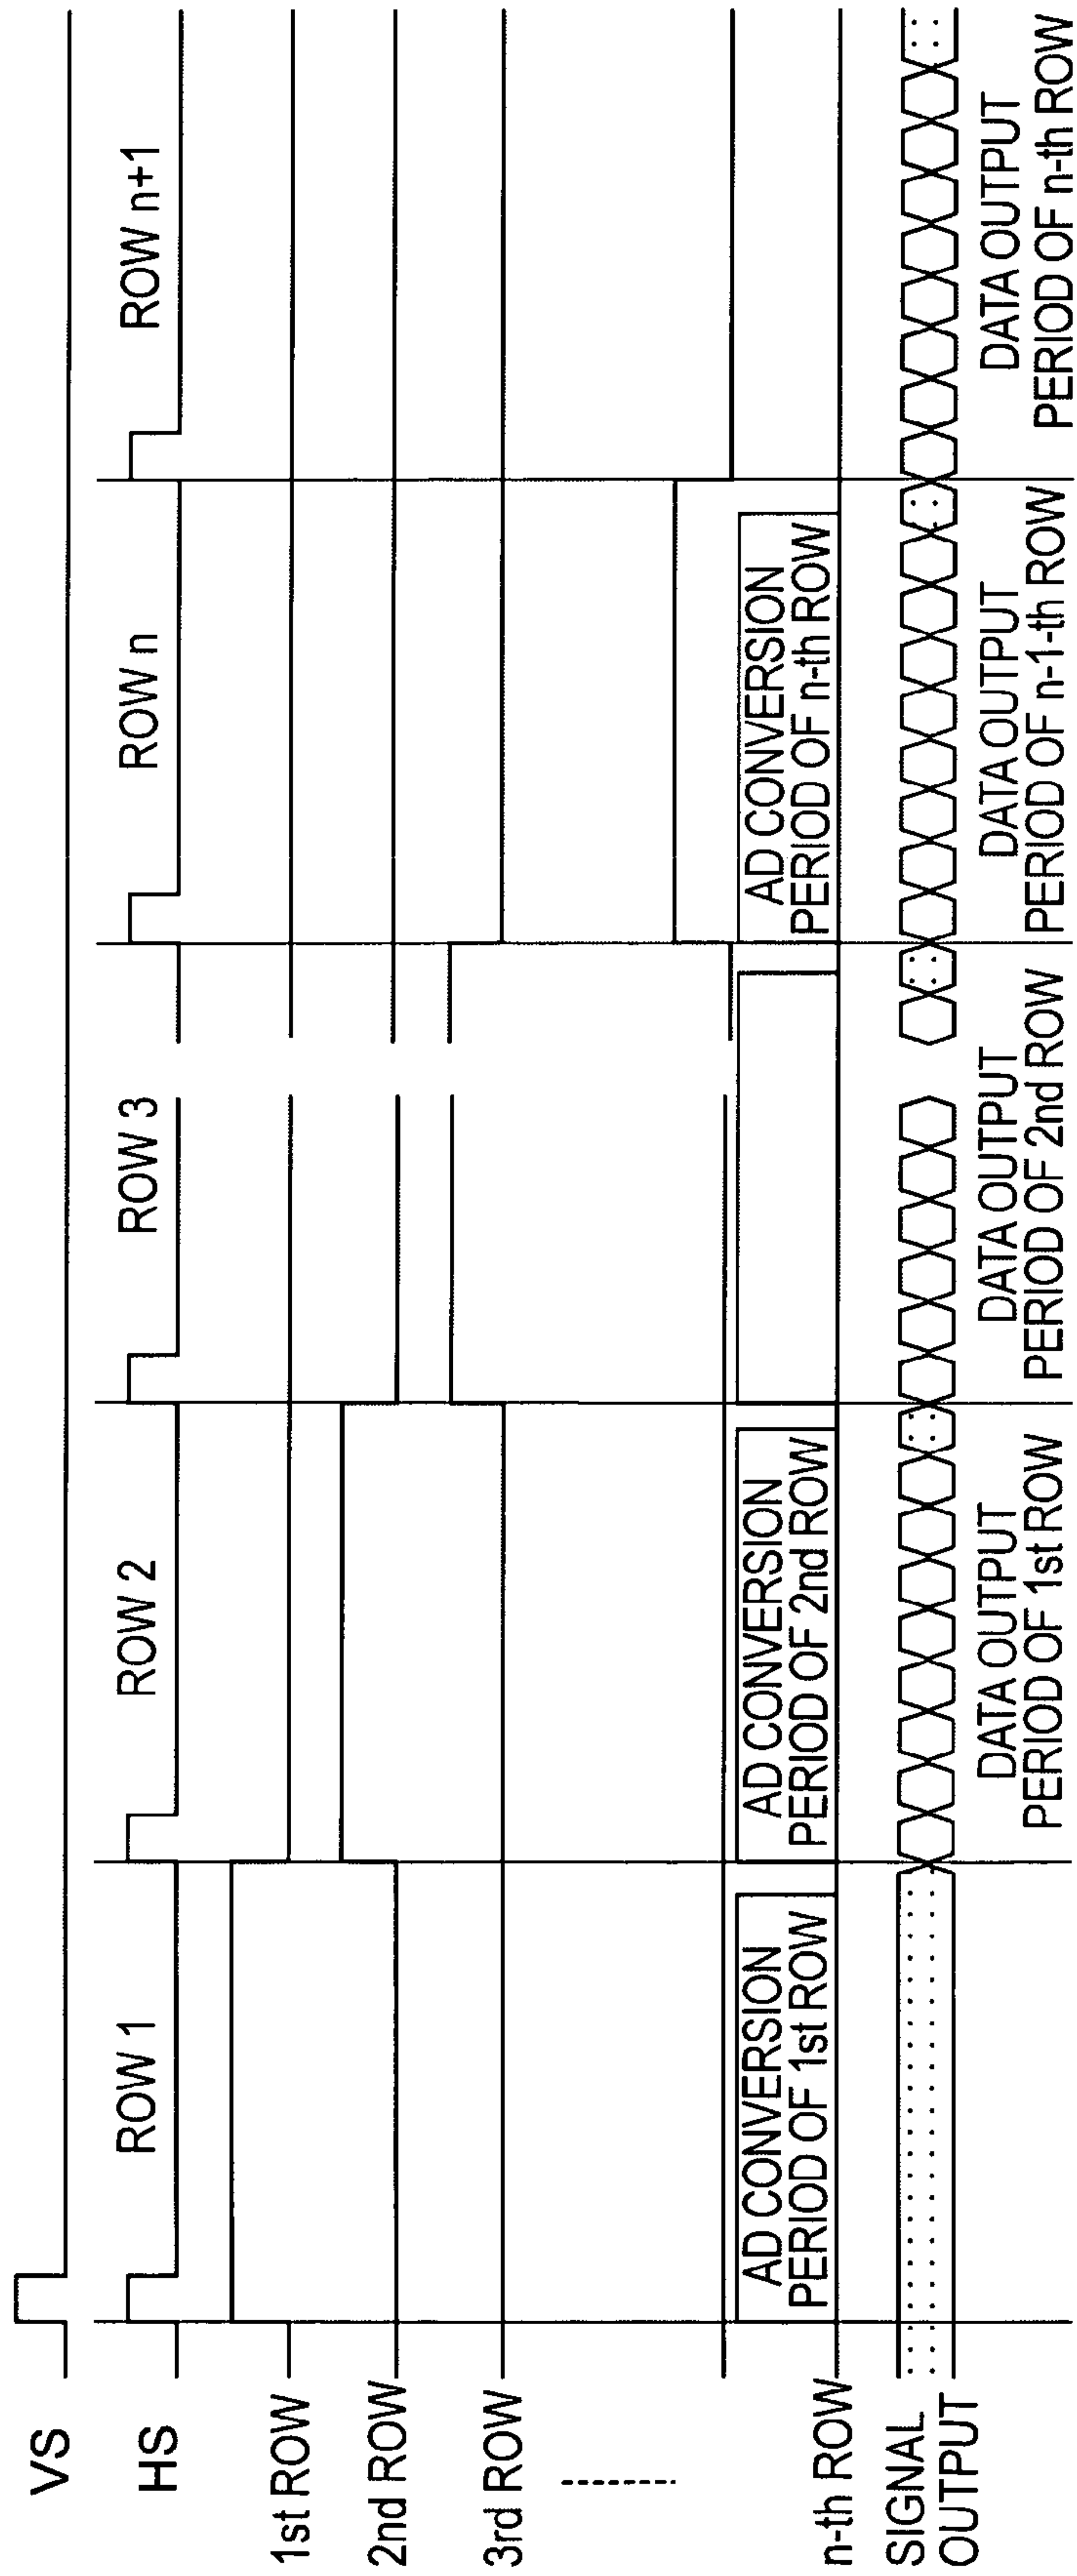 VS
HS
ROW 1
ROW 2
ROW 3
ROW n
ROW n+1
1st ROW
2nd ROW
3rd ROW
n-th ROW
AD CONVERSION
PERIOD OF 1st ROW
AD CONVERSION
PERIOD OF 2nd ROW
AD CONVERSION
PERIOD OF n-th ROW
SIGNAL
OUTPUT
DATA OUTPUT
PERIOD OF 1st ROW
DATA OUTPUT
PERIOD OF 2nd ROW
DATA OUTPUT
PERIOD OF n-1-th ROW
DATA OUTPUT
PERIOD OF n-th ROW